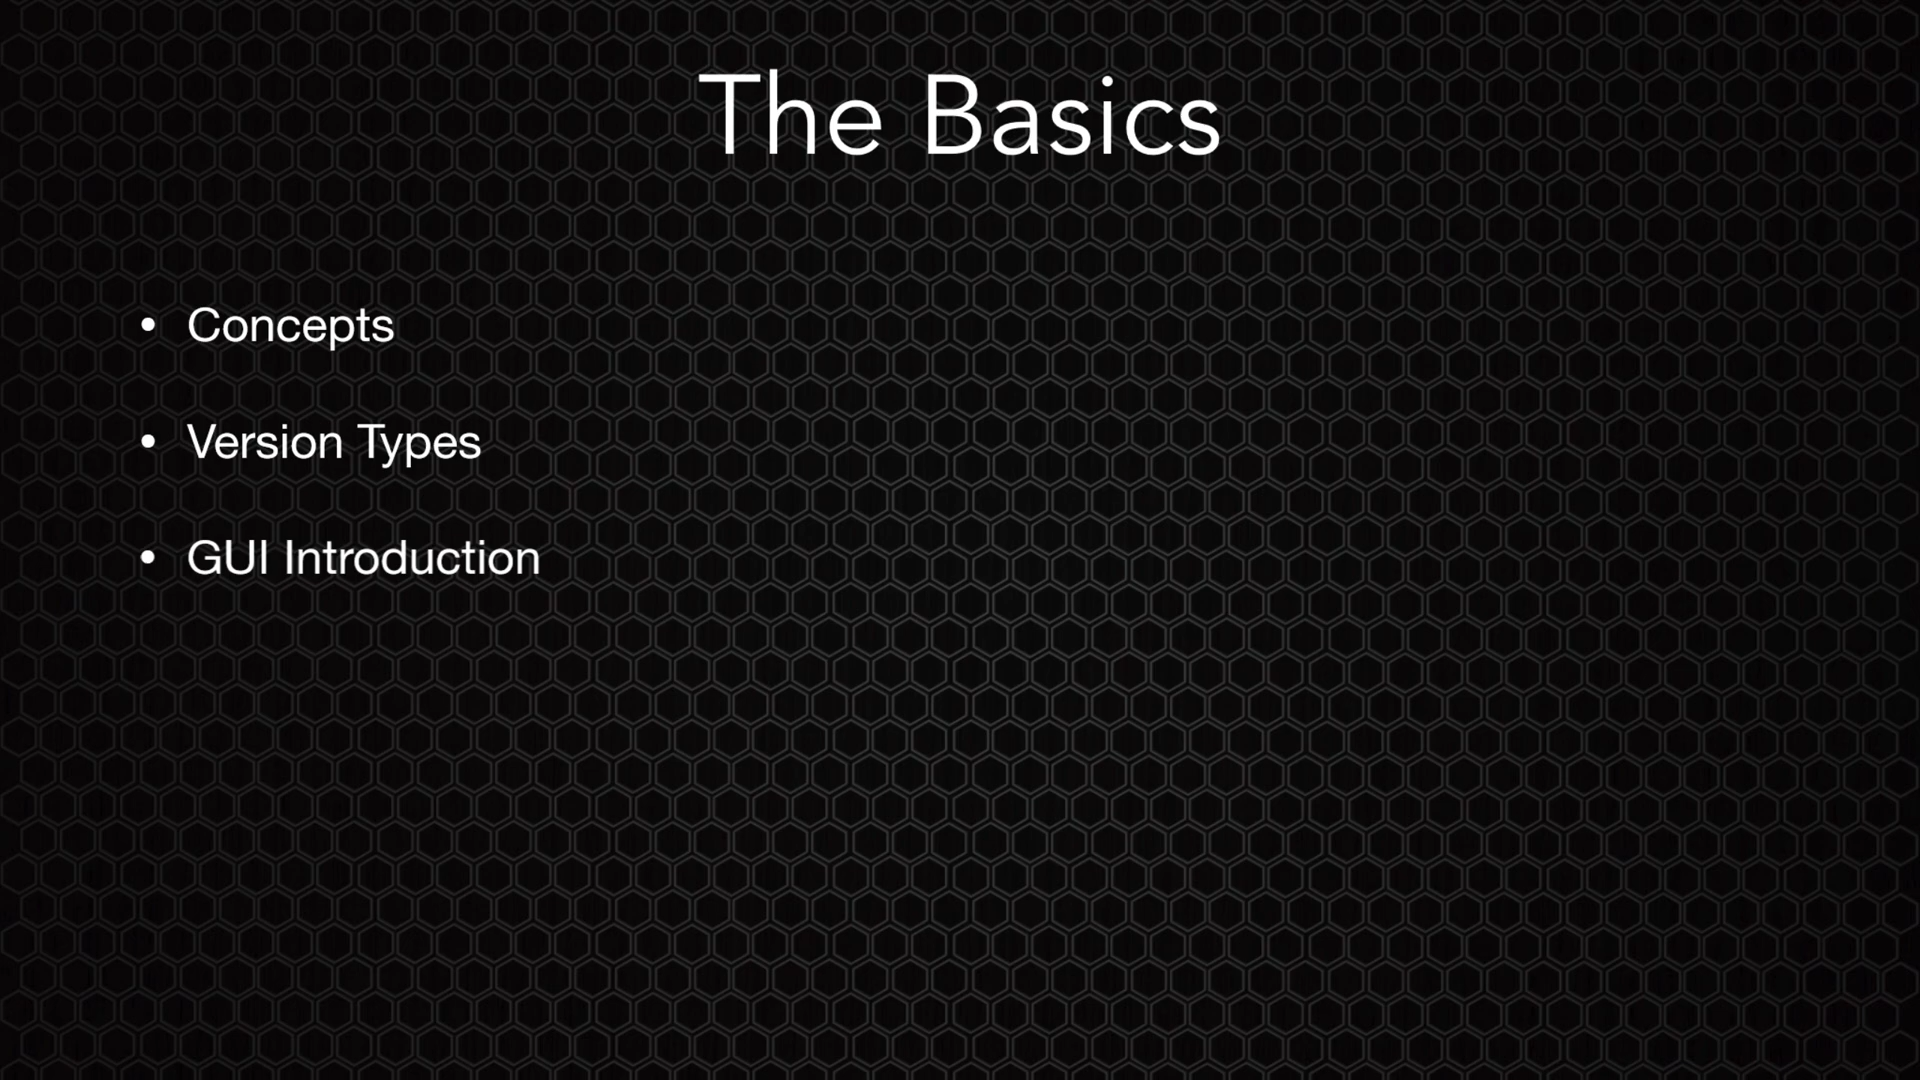 The Basics
• Concepts
• Version Types
• GUI Introduction